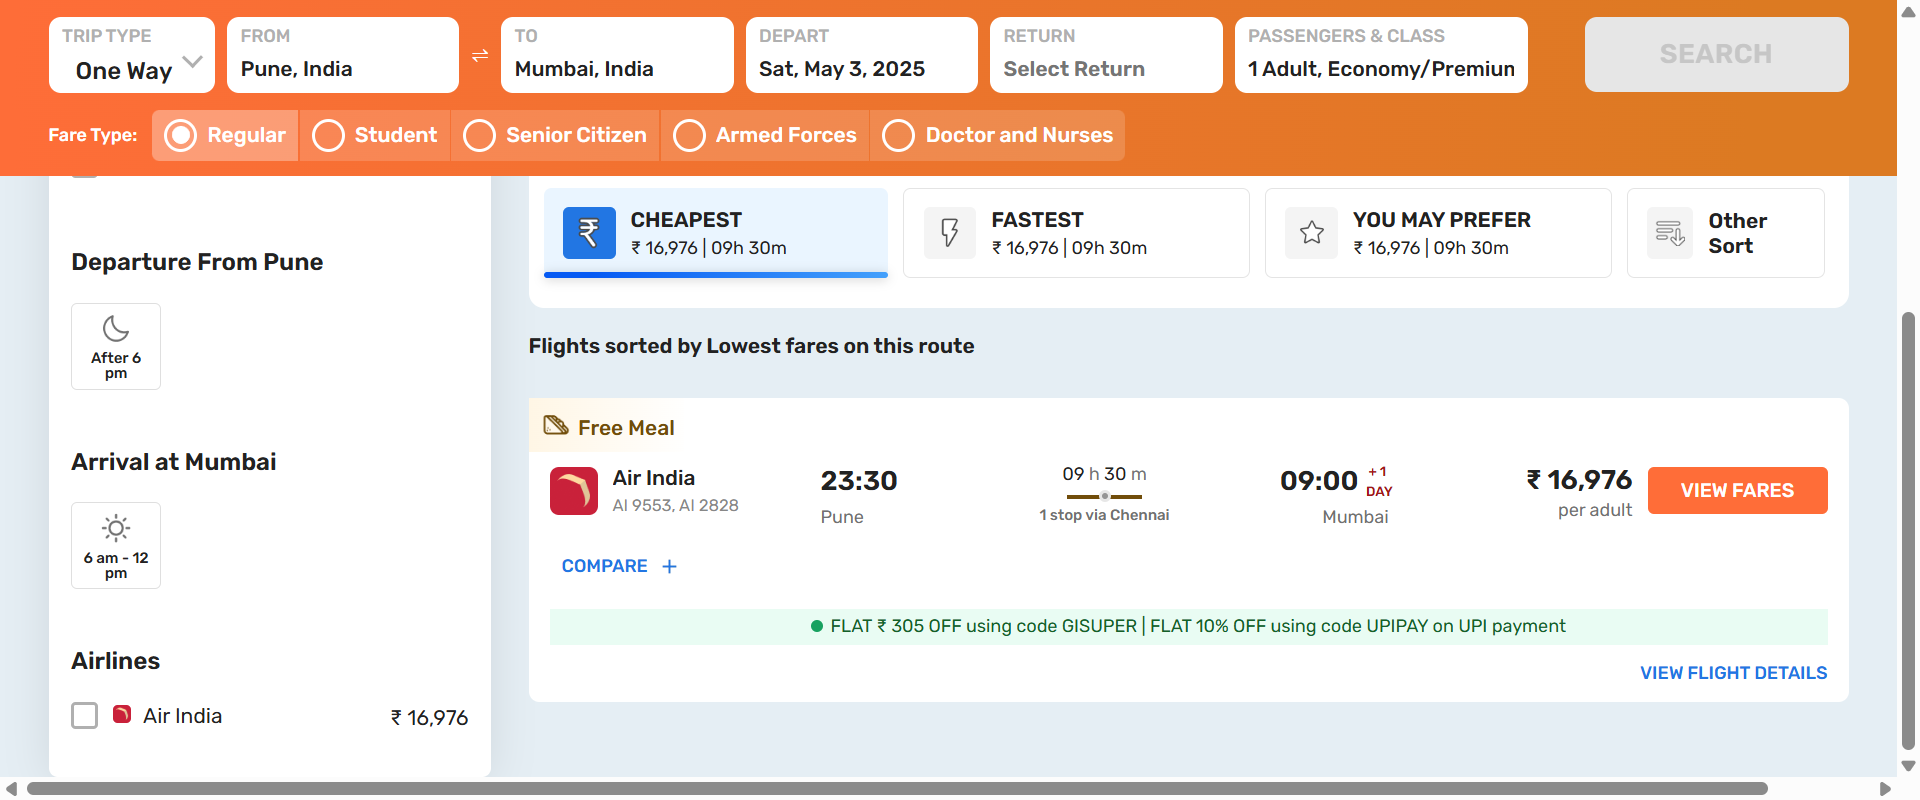 TRIP TYPE
One Way
FROM
Pune, India
TO
Mumbai, India
DEPART
Sat, May 3, 2025
RETURN
Select Return
PASSENGERS & CLASS
1 Adult, Economy/Premiun
SEARCH
Fare Type:
Regular
Student
Senior Citizen
Armed Forces
Doctor and Nurses
Departure From Pune
After 6
pm
Arrival at Mumbai
6 am - 12
pm
Airlines
Air India
₹ 16,976
CHEAPEST
₹ 16,976 | 09h 30m
FASTEST
₹ 16,976 | 09h 30m
YOU MAY PREFER
₹ 16,976 | 09h 30m
Other
Sort
Flights sorted by Lowest fares on this route
Free Meal
Air India
AI 9553, AI 2828
23:30
Pune
09 h 30 m
1 stop via Chennai
09:00
+1
DAY
Mumbai
₹ 16,976
per adult
VIEW FARES
COMPARE +
FLAT ₹ 305 OFF using code GISUPER | FLAT 10% OFF using code UPIPAY on UPI payment
VIEW FLIGHT DETAILS